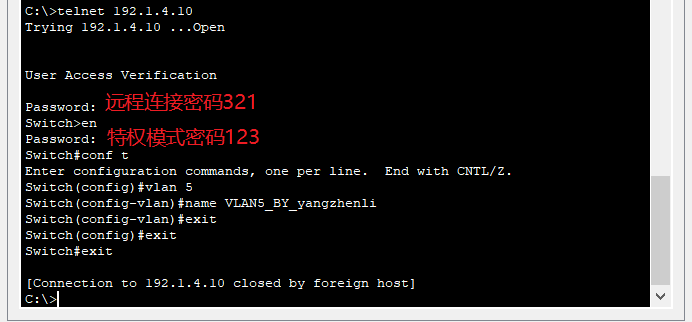 C:\>telnet 192.1.4.10
Trying 192.1.4.10 ...Open
User Access Verification
Password: 远程连接密码321
Switch>en
Password: 特权模式密码123
Switch#conf t
Enter configuration commands, one per line.  End with CNTL/Z.
Switch(config)#vlan 5
Switch(config-vlan)#name VLAN5_BY_yangzhenli
Switch(config-vlan)#exit
Switch(config)#exit
Switch#exit
[Connection to 192.1.4.10 closed by foreign host]
C:\>